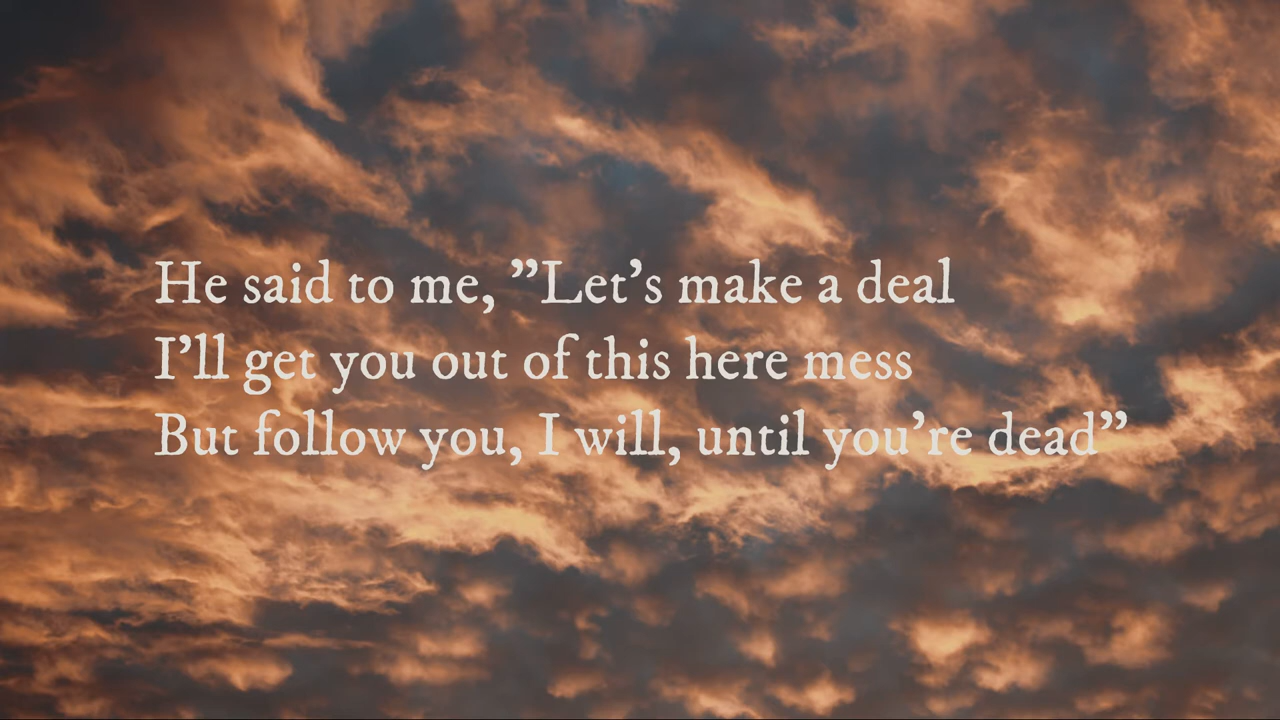 He said to me, ”Let’s make a deal
I’ll get you out of this here mess
But follow you, I will, until you’re dead”